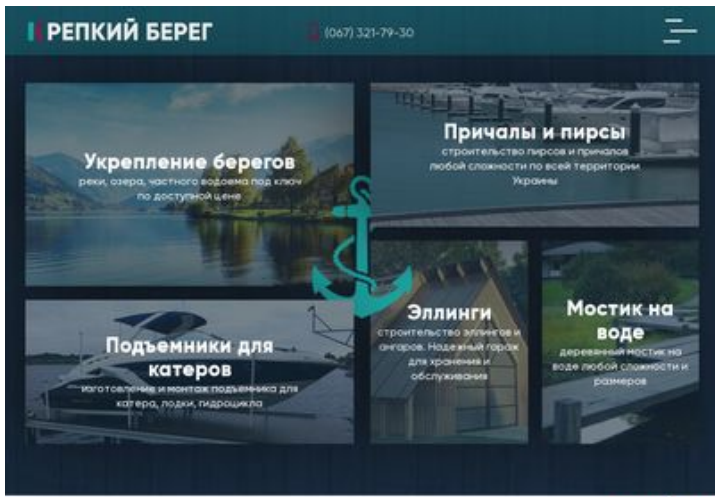 РЕПКИЙ БЕРЕГ
(067) 321-79-30
Укрепление берегов
реки, озера, частного водоема под ключ
по доступной цене
Причалы и пирсы
строительство пирсов и причалов
любой сложности по всей территории
Украины
Подъемники для
катеров
изготовление и монтаж подъемника для
катера, лодки, гидроцикла
Эллинги
строительство эллингов и
ангаров. Надежный гараж
для хранения и
обслуживания
Мостик на
воде
деревянный мостик на
воде любой сложности и
размеров